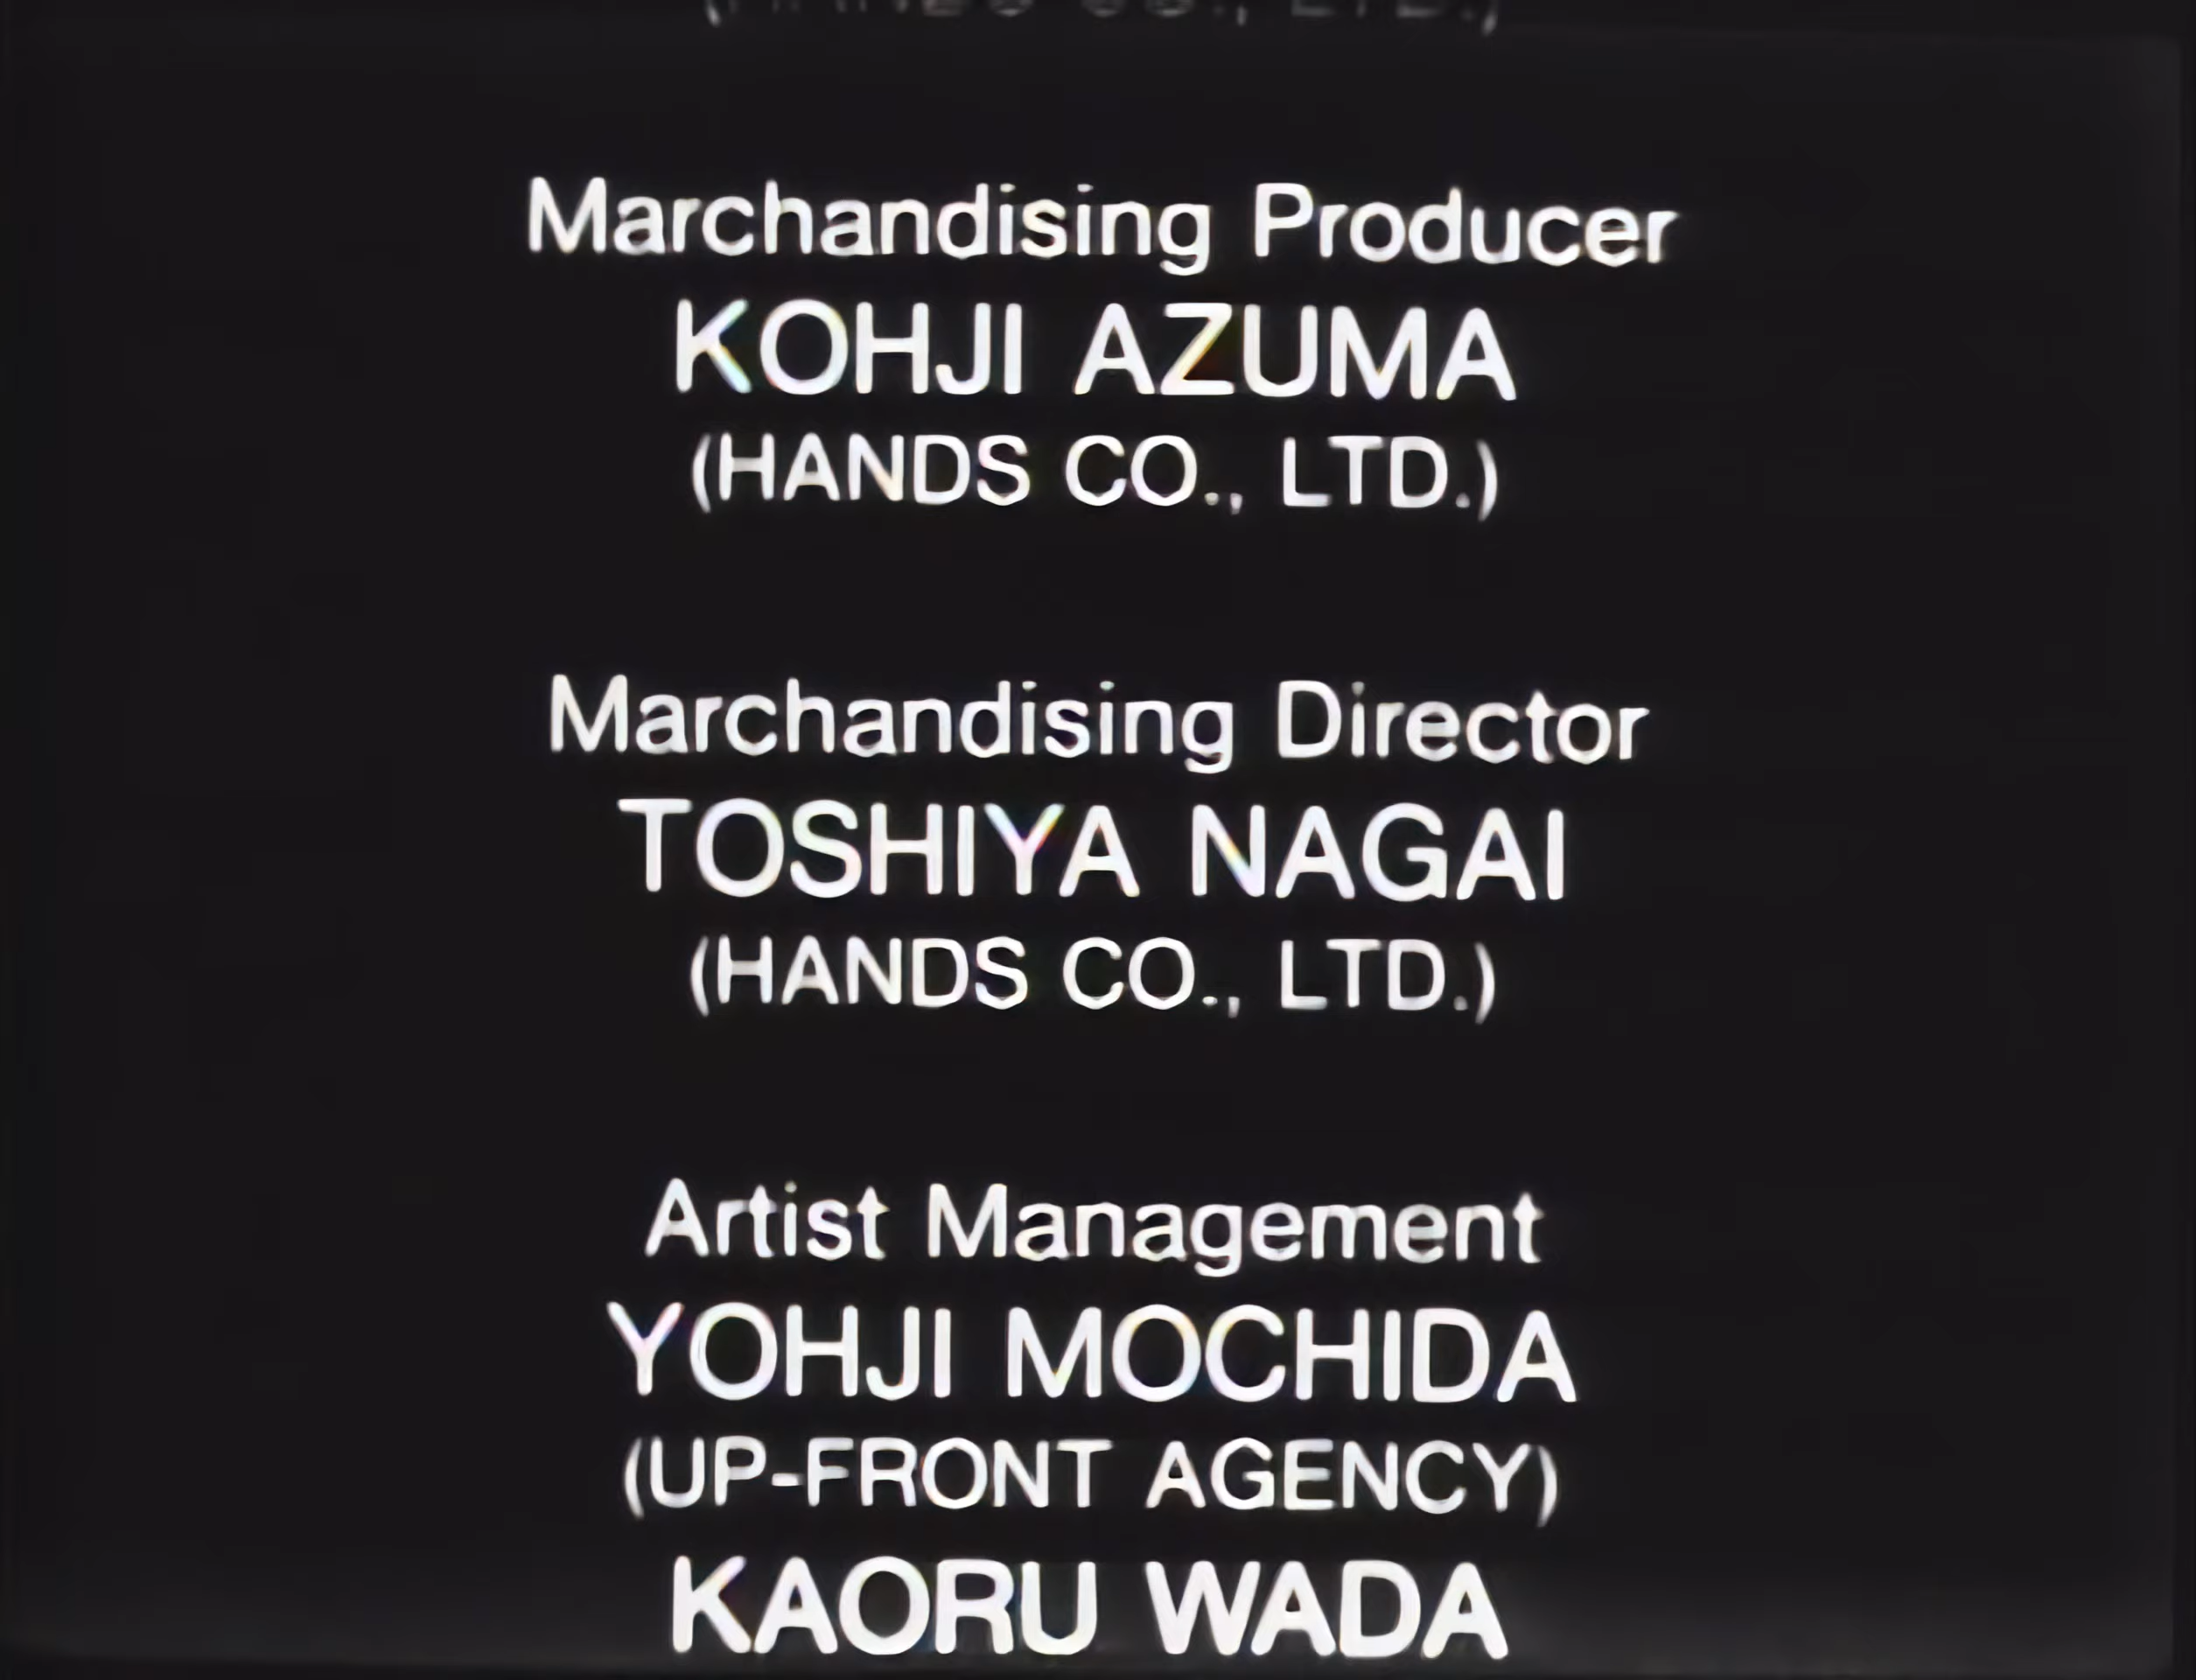 Marchandising Producer
KOHJI AZUMA
(HANDS CO., LTD.)
Marchandising Director
TOSHIYA NAGAI
(HANDS CO., LTD.)
Artist Management
YOHJI MOCHIDA
(UP-FRONT AGENCY)
KAORU WADA